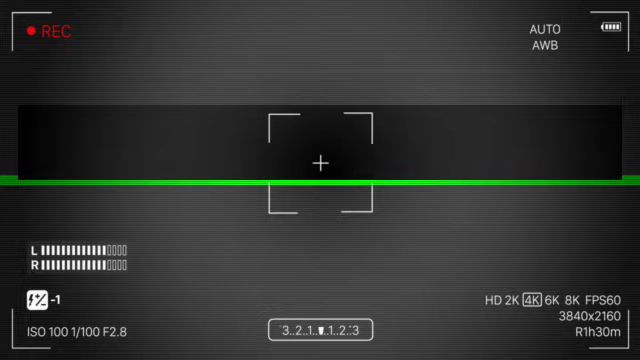 REC
AUTO
AWB
L
R
-1
HD 2K 4K 6K 8K FPS60
3840x2160
ISO 100 1/100 F2.8
3..2..1..1..2..3
R1h30m